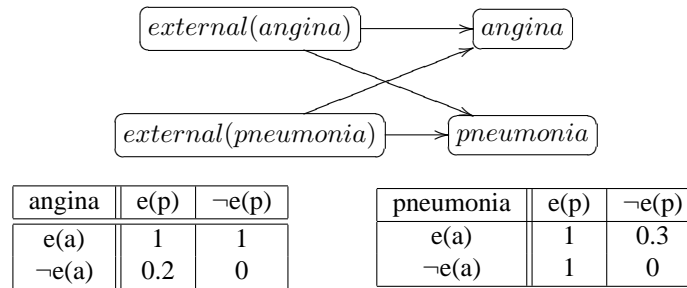 external(angina) angina
external(pneumonia) pneumonia
angina e(p) ¬e(p)
e(a) 1 1
¬e(a) 0.2 0
pneumonia e(p) ¬e(p)
e(a) 1 0.3
¬e(a) 1 0